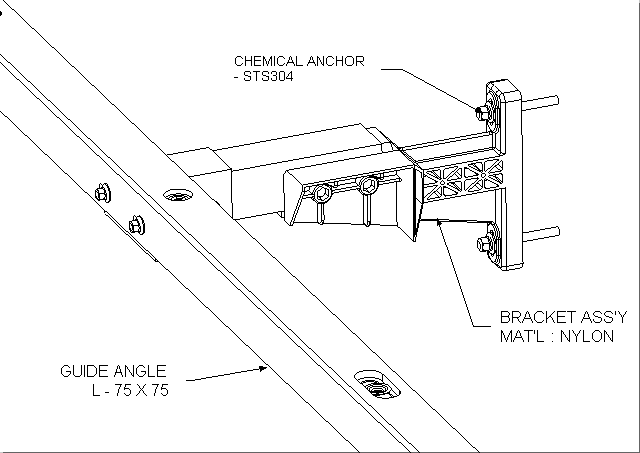 CHEMICAL ANCHOR
- STS304
BRACKET ASS'Y
MAT'L : NYLON
GUIDE ANGLE
L - 75 X 75